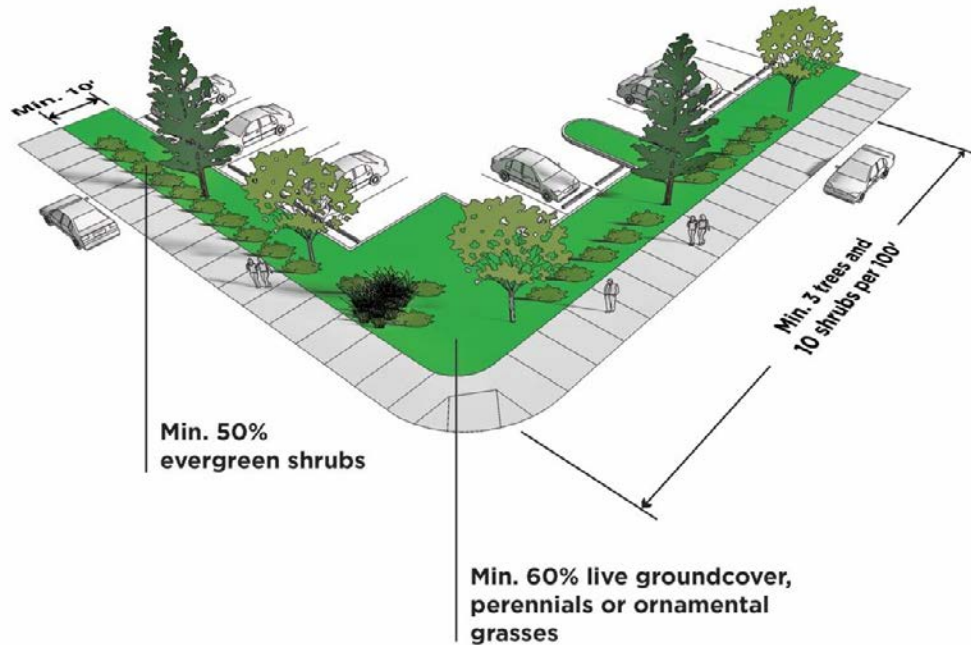 Min. 10'
Min. 3 trees and
10 shrubs per 100'
Min. 50%
evergreen shrubs
Min. 60% live groundcover,
perennials or ornamental
grasses